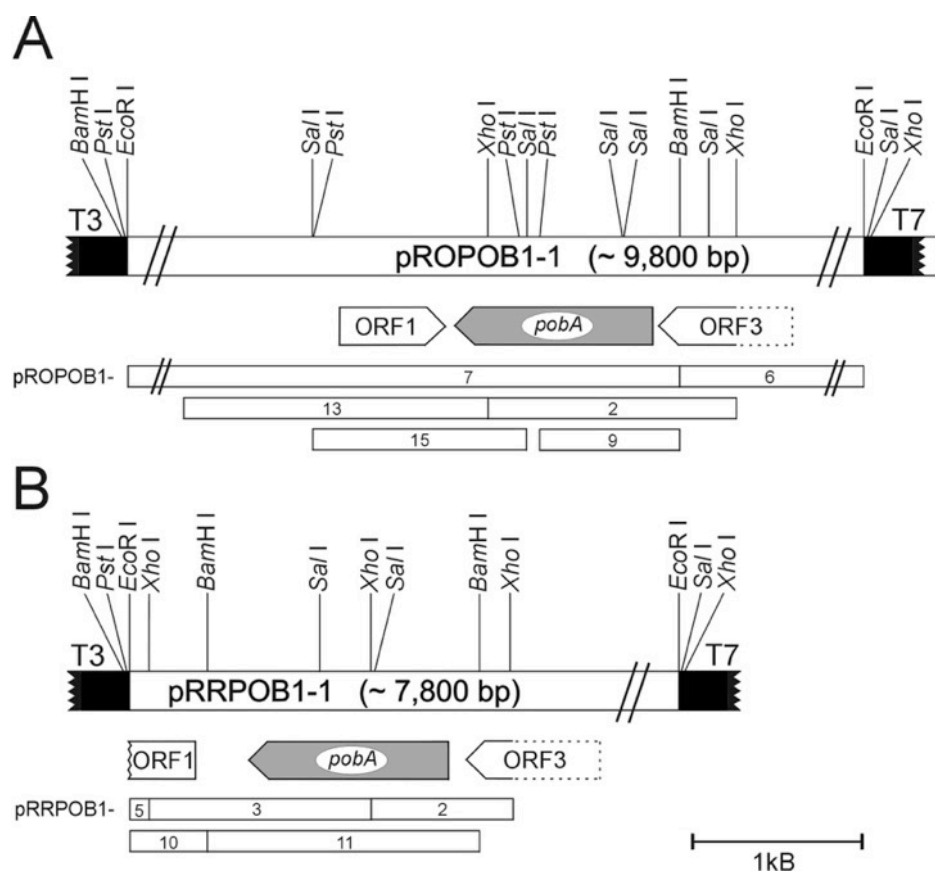 A
BamH I
Pst I
EcoR I
Sal I
Pst I
Xho I
Pst I
Sal I
Pst I
Sal I
Sal I
BamH I
Sal I
Xho I
EcoR I
Sal I
Xho I
T3
T7
pROPOB1-1 (~ 9,800 bp)
ORF1
pobA
ORF3
pROPOB1-
7
6
13
2
15
9
B
BamH I
Pst I
EcoR I
Xho I
BamH I
Sal I
Xho I
Sal I
BamH I
Xho I
EcoR I
Sal I
Xho I
T3
T7
pRRPOB1-1 (~ 7,800 bp)
ORF1
pobA
ORF3
pRRPOB1-
5
3
2
10
11
1kB